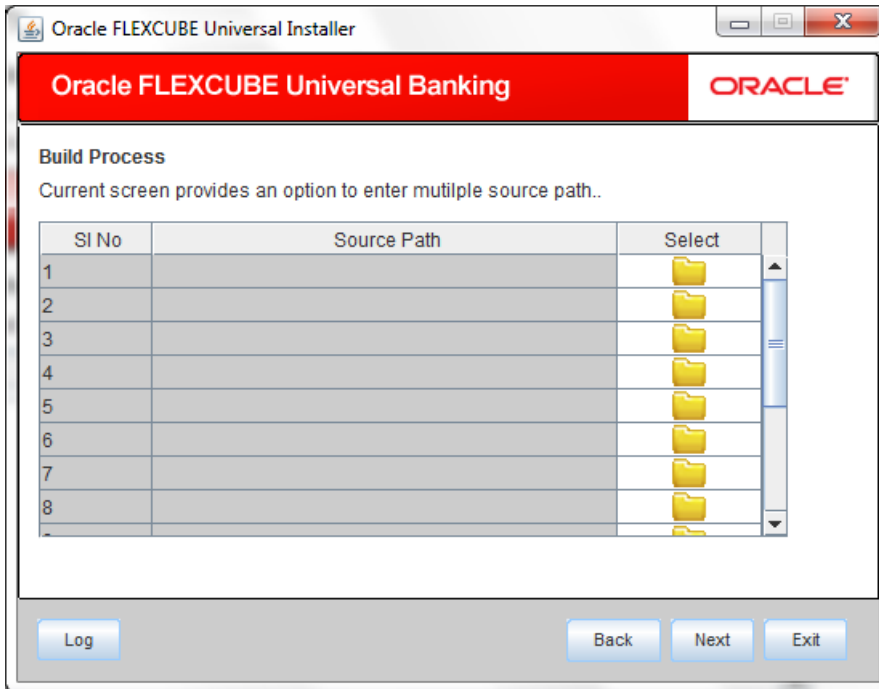 Oracle FLEXCUBE Universal Installer
Oracle FLEXCUBE Universal Banking
ORACLE
Build Process
Current screen provides an option to enter mutilple source path..
Sl No Source Path Select
1
2
3
4
5
6
7
8
Log Back Next Exit